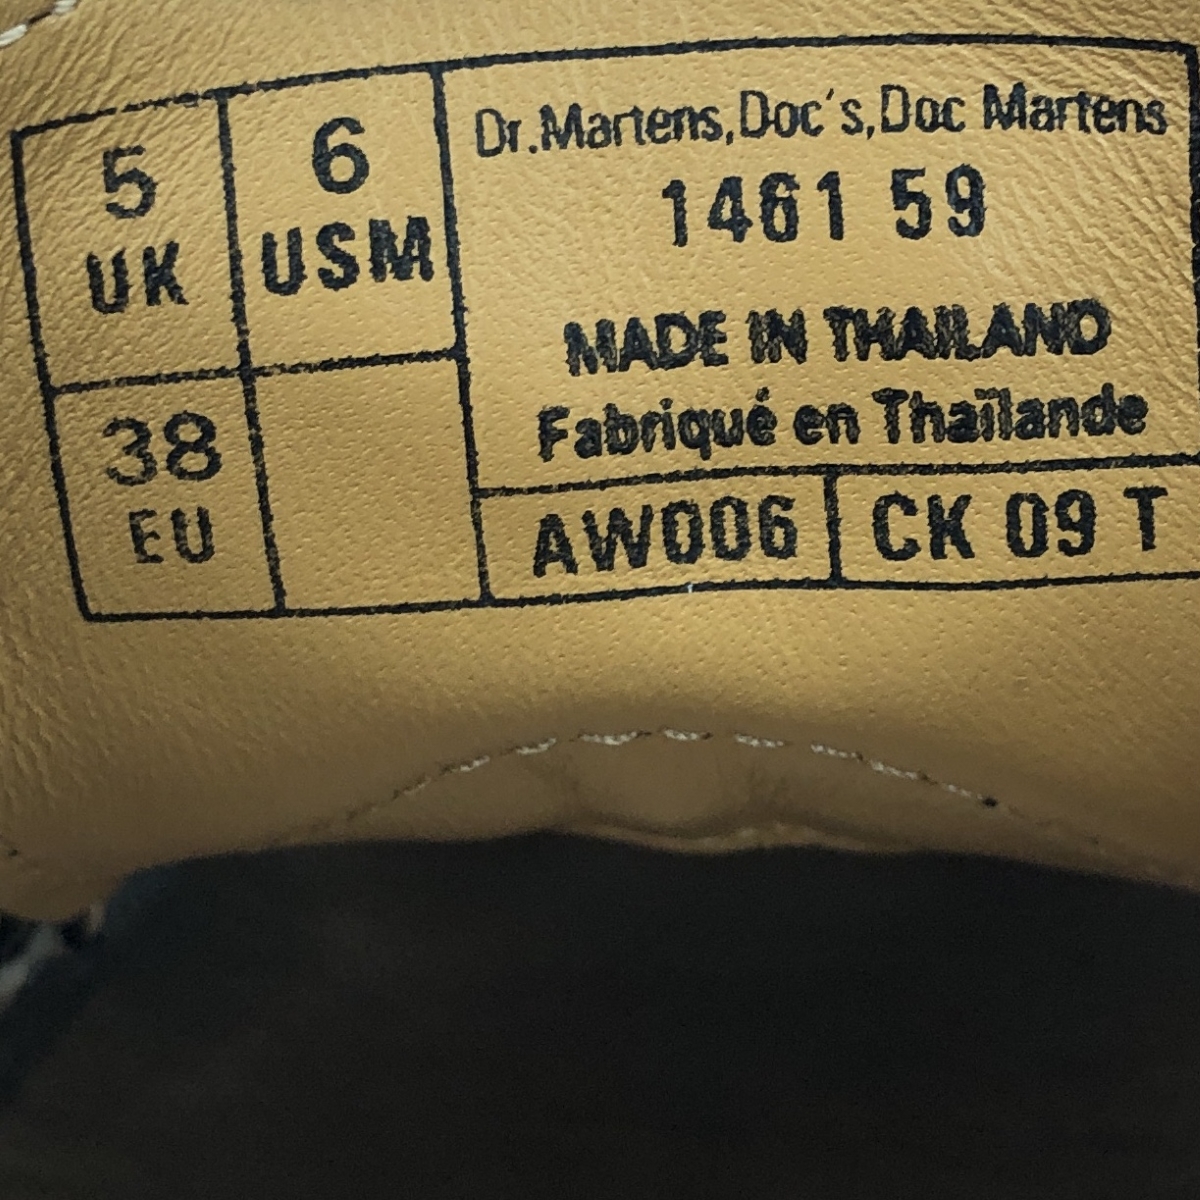 5
UK
6
USM
38
EU
Dr.Martens,Doc's,Doc Martens
1461 59
MADE IN THAILAND
Fabriqué en Thaïlande
AW006
CK 09 T